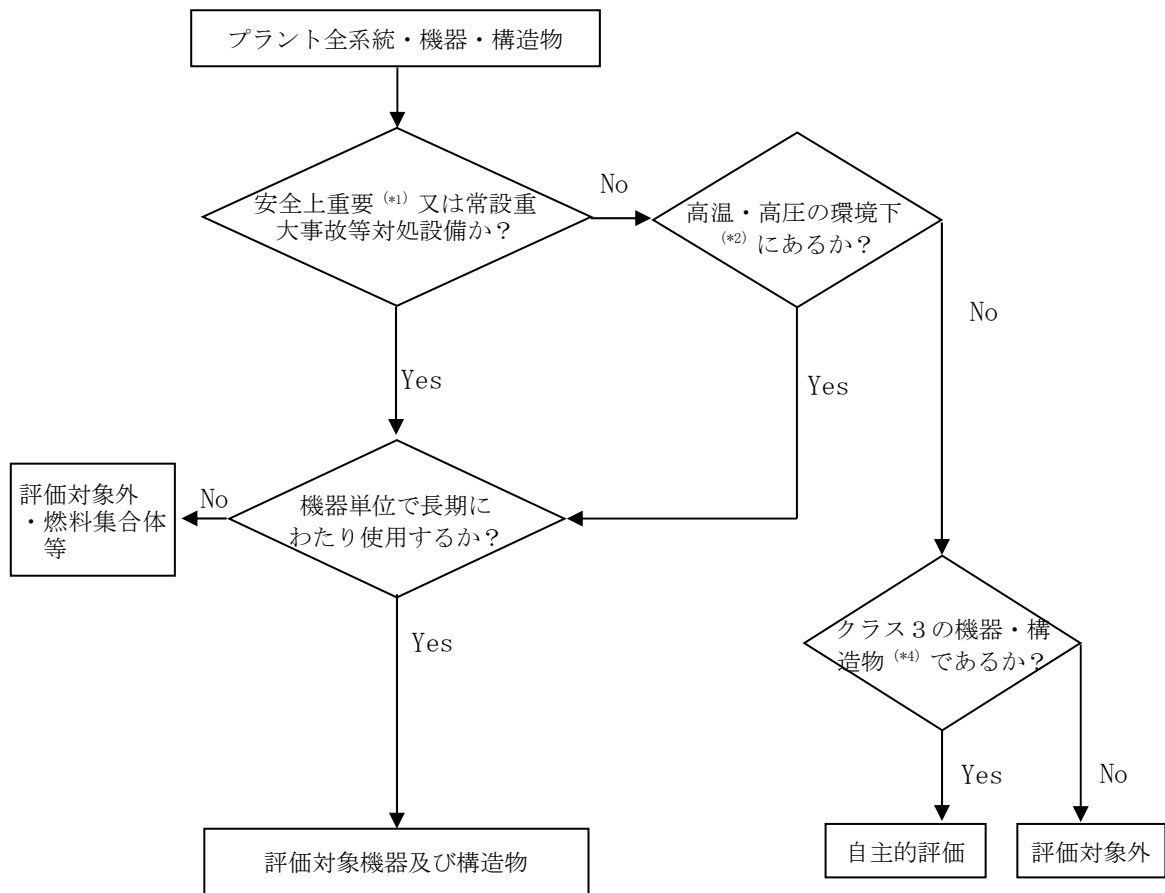 プラント全系統・機器・構造物
安全上重要(*1)又は常設重
大事故等対処設備か？
No
高温・高圧の環境下
(*2)にあるか？
No
Yes
Yes
評価対象外
・燃料集合体
等
No
機器単位で長期に
わたり使用するか？
Yes
クラス３の機器・構
造物(*4)であるか？
Yes
No
評価対象機器及び構造物
自主的評価
評価対象外